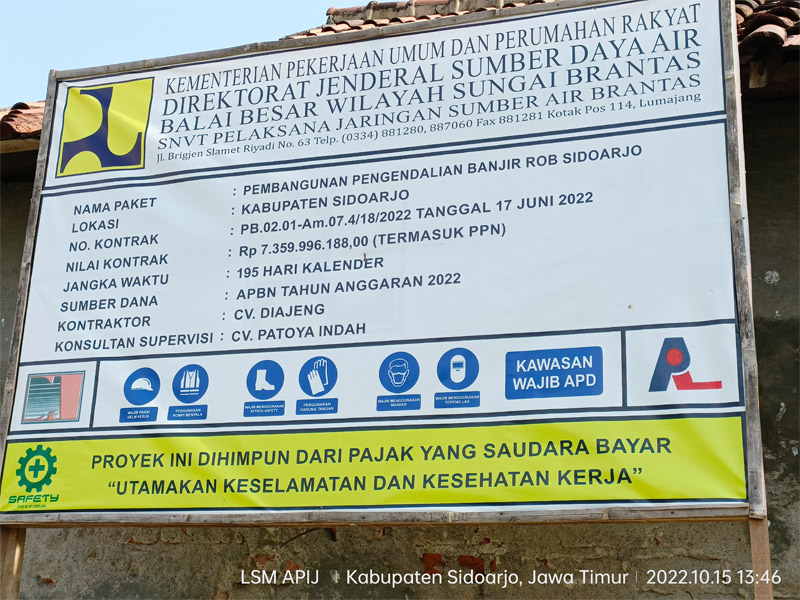 KEMENTERIAN PEKERJAAN UMUM DAN PERUMAHAN RAKYAT
DIREKTORAT JENDERAL SUMBER DAYA AIR
BALAI BESAR WILAYAH SUNGAI BRANTAS
SNVT PELAKSANA JARINGAN SUMBER AIR BRANTAS
Jl. Brigjen Slamet Riyadi No. 63 Telp. (0334) 881280, 887060 Fax 881281 Kotak Pos 114, Lumajang
NAMA PAKET : PEMBANGUNAN PENGENDALIAN BANJIR ROB SIDOARJO
LOKASI : KABUPATEN SIDOARJO
NO. KONTRAK : PB.02.01-Am.07.4/18/2022 TANGGAL 17 JUNI 2022
NILAI KONTRAK : Rp 7.359.996.188,00 (TERMASUK PPN)
JANGKA WAKTU : 195 HARI KALENDER
SUMBER DANA : APBN TAHUN ANGGARAN 2022
KONTRAKTOR : CV. DIAJENG
KONSULTAN SUPERVISI : CV. PATOYA INDAH
WAJIB PAKAI HELM KERJA
PENGGUNAAN ROMPI MENYALA
WAJIB MENGGUNAKAN SEPATU SAFETY
PENGGUNAAN SARUNG TANGAN
WAJIB MENGGUNAKAN MASKER
WAJIB MENGGUNAKAN TOPENG LAS
KAWASAN
WAJIB APD
SAFETY
PROYEK INI DIHIMPUN DARI PAJAK YANG SAUDARA BAYAR
“UTAMAKAN KESELAMATAN DAN KESEHATAN KERJA”
LSM APIJ | Kabupaten Sidoarjo, Jawa Timur | 2022.10.15 13:46